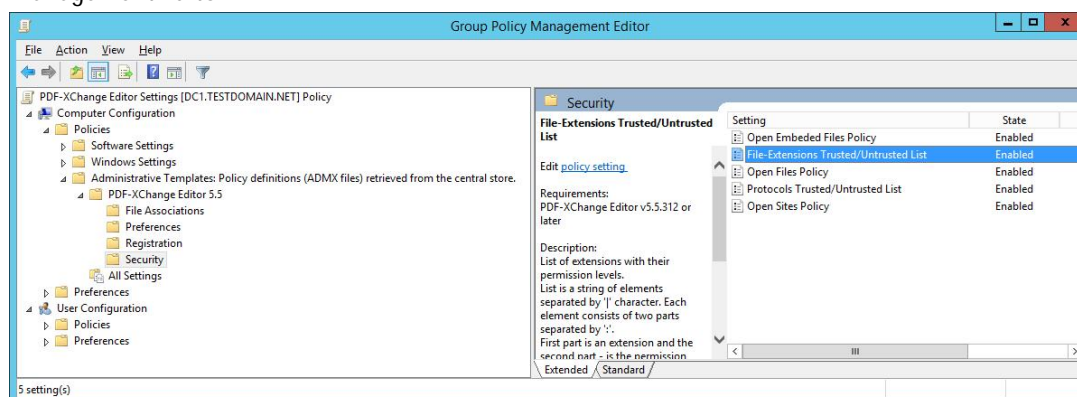 Group Policy Management Editor
File Action View Help
PDF-XChange Editor Settings [DC1.TESTDOMAIN.NET] Policy
Computer Configuration
Policies
Software Settings
Windows Settings
Administrative Templates: Policy definitions (ADMX files) retrieved from the central store.
PDF-XChange Editor 5.5
File Associations
Preferences
Registration
Security
All Settings
Preferences
User Configuration
Policies
Preferences
Security
File-Extensions Trusted/Untrusted
List
Edit policy setting
Requirements:
PDF-XChange Editor v5.5.312 or
later
Description:
List of extensions with their
permission levels.
List is a string of elements
separated by '|' character. Each
element consists of two parts
separated by ':'.
First part is an extension and the
second part - is the permission
Setting State
Open Embeded Files Policy Enabled
File-Extensions Trusted/Untrusted List Enabled
Open Files Policy Enabled
Protocols Trusted/Untrusted List Enabled
Open Sites Policy Enabled
Extended Standard
5 setting(s)